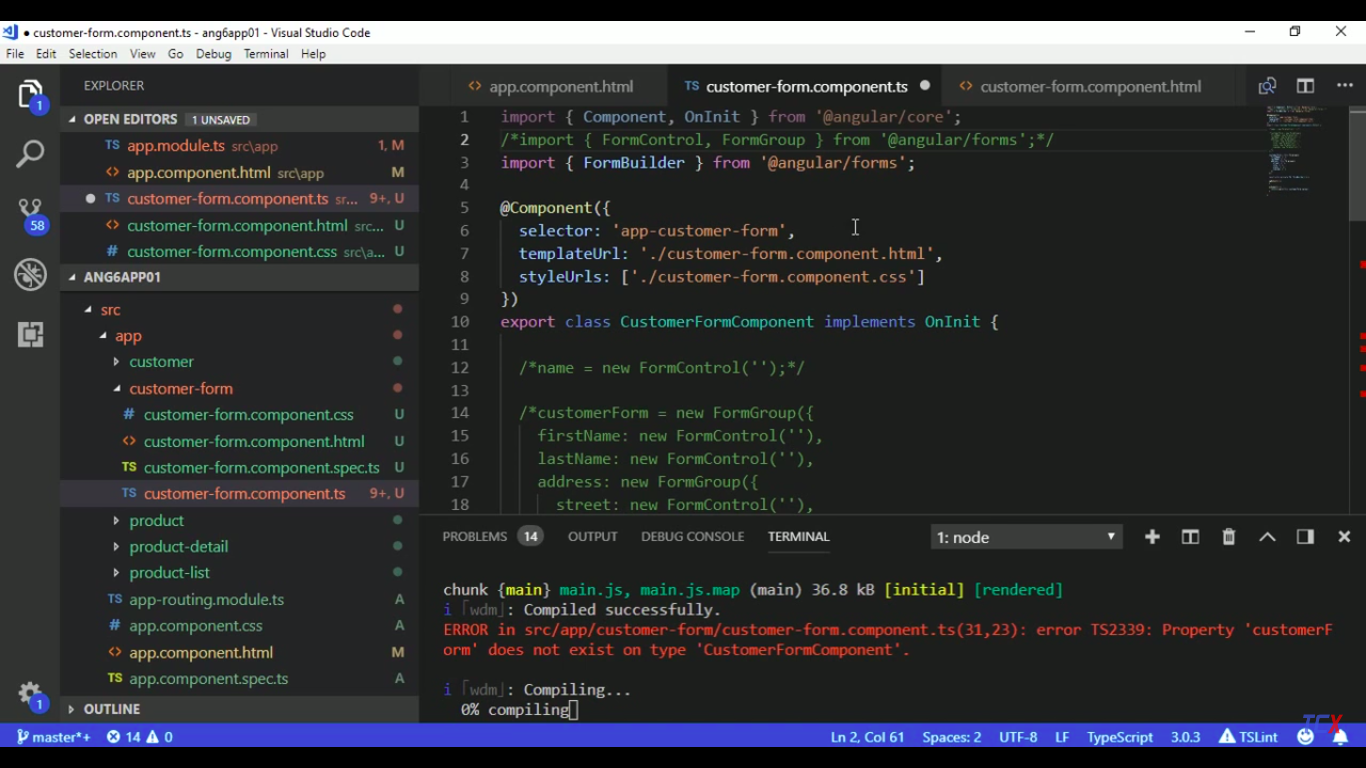 ● customer-form.component.ts - ang6app01 - Visual Studio Code
File Edit Selection View Go Debug Terminal Help
EXPLORER
OPEN EDITORS 1 UNSAVED
TS app.module.ts src\app 1, M
<> app.component.html src\app M
● TS customer-form.component.ts sr... 9+, U
<> customer-form.component.html src... U
# customer-form.component.css src\a... U
ANG6APP01
src
app
customer
customer-form
# customer-form.component.css U
<> customer-form.component.html U
TS customer-form.component.spec.ts U
TS customer-form.component.ts 9+, U
product
product-detail
product-list
TS app-routing.module.ts A
# app.component.css A
<> app.component.html M
TS app.component.spec.ts A
OUTLINE
1
58
1
<> app.component.html TS customer-form.component.ts ● <> customer-form.component.html
1 import { Component, OnInit } from '@angular/core';
2 /*import { FormControl, FormGroup } from '@angular/forms';*/
3 import { FormBuilder } from '@angular/forms';
4
5 @Component({
6 selector: 'app-customer-form',
7 templateUrl: './customer-form.component.html',
8 styleUrls: ['./customer-form.component.css']
9 })
10 export class CustomerFormComponent implements OnInit {
11
12 /*name = new FormControl('');*/
13
14 /*customerForm = new FormGroup({
15 firstName: new FormControl(''),
16 lastName: new FormControl(''),
17 address: new FormGroup({
18 street: new FormControl(''),
PROBLEMS 14 OUTPUT DEBUG CONSOLE TERMINAL 1: node
chunk {main} main.js, main.js.map (main) 36.8 kB [initial] [rendered]
i ｢wdm｣: Compiled successfully.
ERROR in src/app/customer-form/customer-form.component.ts(31,23): error TS2339: Property 'customerF
orm' does not exist on type 'CustomerFormComponent'.
i ｢wdm｣: Compiling...
0% compiling
master*+ 14 0 Ln 2, Col 61 Spaces: 2 UTF-8 LF TypeScript 3.0.3 TSLint
TCX